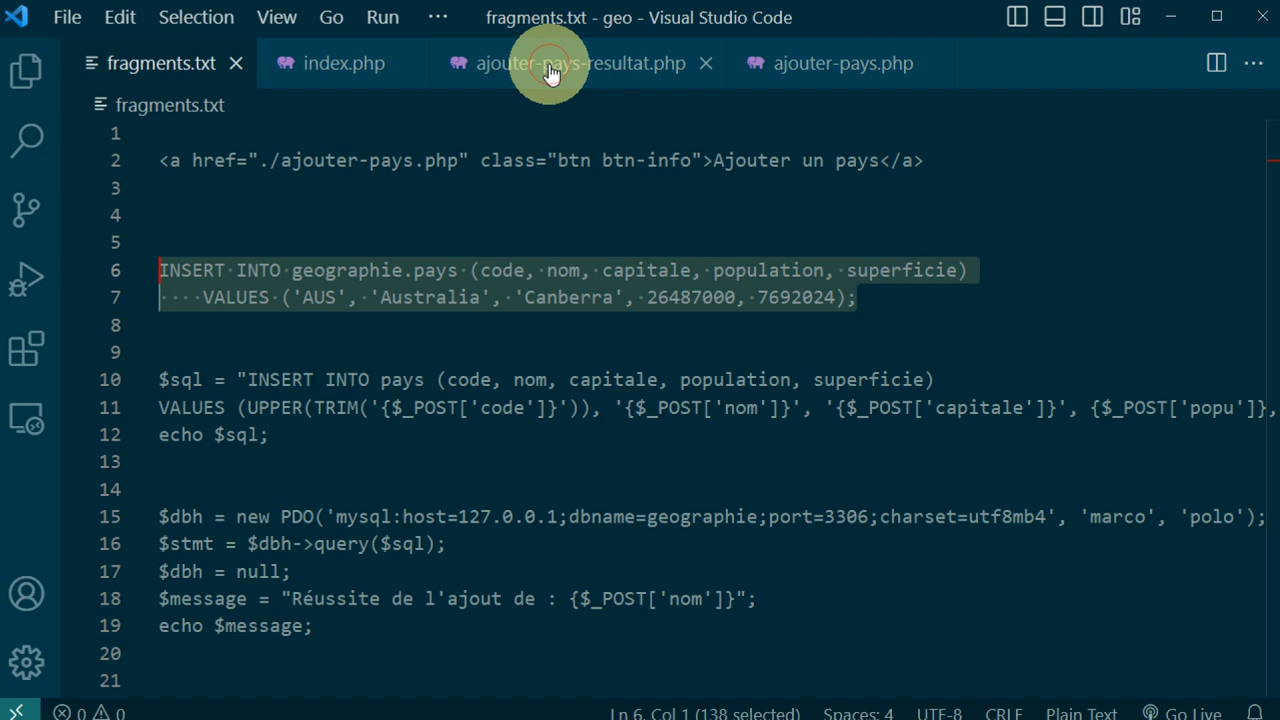 File Edit Selection View Go Run ··· fragments.txt - geo - Visual Studio Code
fragments.txt index.php ajouter-pays-resultat.php ajouter-pays.php
fragments.txt
1
2 <a href="./ajouter-pays.php" class="btn btn-info">Ajouter un pays</a>
3
4
5
6 INSERT·INTO·geographie.pays·(code,·nom,·capitale,·population,·superficie)
7 ····VALUES·('AUS',·'Australia',·'Canberra',·26487000,·7692024);
8
9
10 $sql = "INSERT INTO pays (code, nom, capitale, population, superficie)
11 VALUES (UPPER(TRIM('{$_POST['code']}')), '{$_POST['nom']}', '{$_POST['capitale']}', {$_POST['popu']},
12 echo $sql;
13
14
15 $dbh = new PDO('mysql:host=127.0.0.1;dbname=geographie;port=3306;charset=utf8mb4', 'marco', 'polo');
16 $stmt = $dbh->query($sql);
17 $dbh = null;
18 $message = "Réussite de l'ajout de : {$_POST['nom']}";
19 echo $message;
20
21
0 0 Ln 6, Col 1 (138 selected) Spaces: 4 UTF-8 CRLF Plain Text Go Live